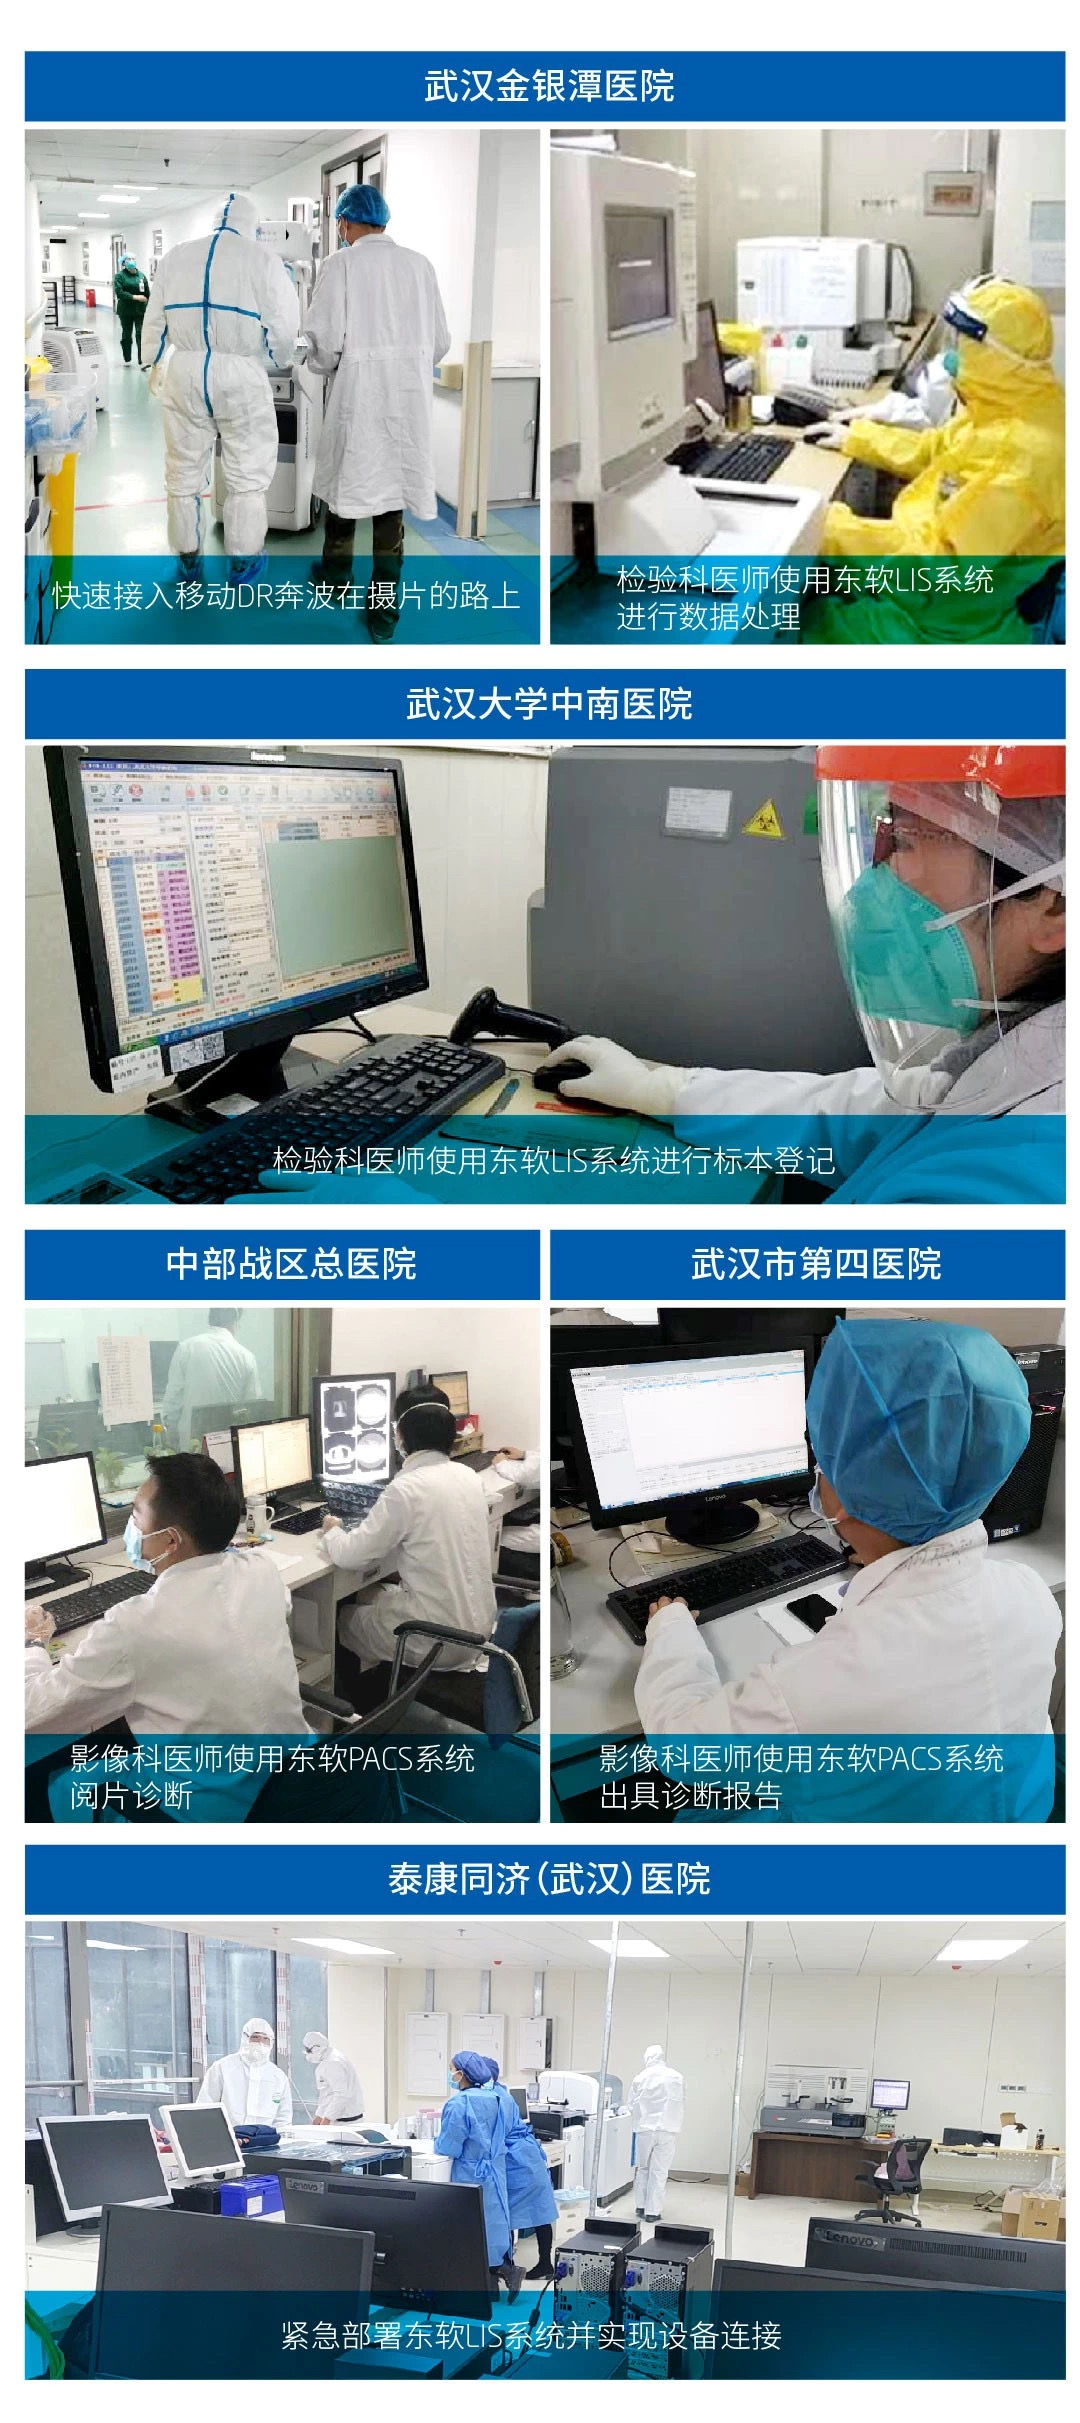 武汉金银潭医院
快速接入移动DR奔波在摄片的路上
检验科医师使用东软LIS系统
进行数据处理
武汉大学中南医院
Lenovo
检验科医师使用东软LIS系统进行标本登记
中部战区总医院
武汉市第四医院
Lenovo
影像科医师使用东软PACS系统
阅片诊断
影像科医师使用东软PACS系统
出具诊断报告
泰康同济（武汉）医院
Lenovo
Lenovo
紧急部署东软LIS系统并实现设备连接